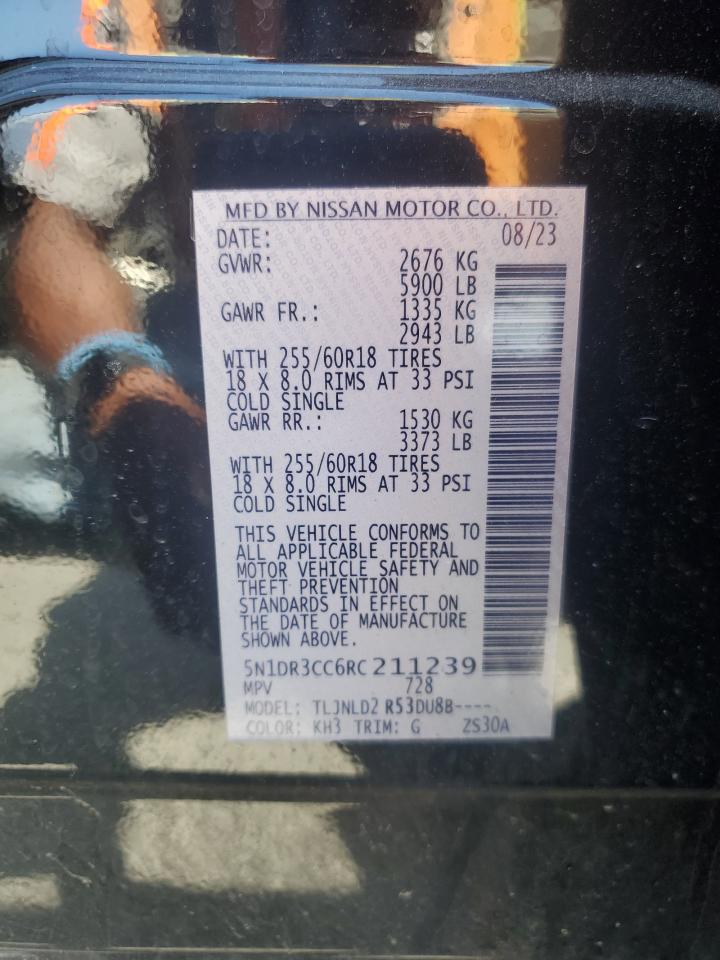 MFD BY NISSAN MOTOR CO., LTD.
DATE: 08/23
GVWR: 2676 KG
5900 LB
GAWR FR.: 1335 KG
2943 LB
WITH 255/60R18 TIRES
18 X 8.0 RIMS AT 33 PSI
COLD SINGLE
GAWR RR.: 1530 KG
3373 LB
WITH 255/60R18 TIRES
18 X 8.0 RIMS AT 33 PSI
COLD SINGLE
THIS VEHICLE CONFORMS TO
ALL APPLICABLE FEDERAL
MOTOR VEHICLE SAFETY AND
THEFT PREVENTION
STANDARDS IN EFFECT ON
THE DATE OF MANUFACTURE
SHOWN ABOVE.
5N1DR3CC6RC211239
MPV 728
MODEL: TLJNLD2 R53DU8B----
COLOR: KH3 TRIM: G ZS30A